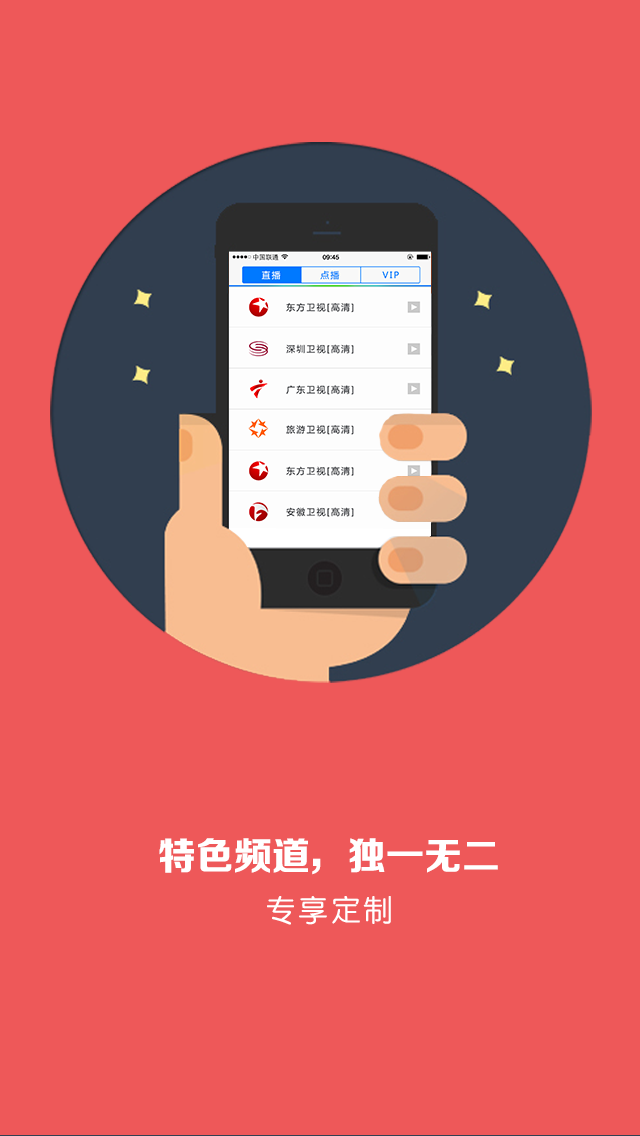 中国联通 09:45
直播 点播 VIP
东方卫视[高清]
深圳卫视[高清]
广东卫视[高清]
旅游卫视[高清]
东方卫视[高清]
安徽卫视[高清]
特色频道，独一无二
专享定制